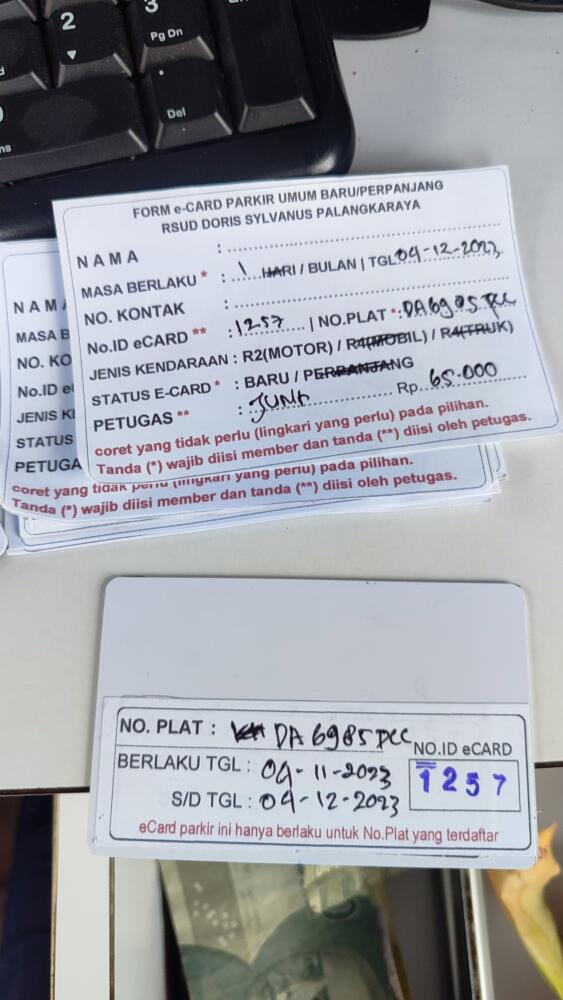 2
3
Pg Dn
Del
FORM e-CARD PARKIR UMUM BARU/PERPANJANG
RSUD DORIS SYLVANUS PALANGKARAYA
NAMA :
MASA BERLAKU * : 1 HARI / BULAN | TGL 04-12-2023
NO. KONTAK :
No.ID eCARD ** : 1257 | NO.PLAT * : DA 6985 PCC
JENIS KENDARAAN : R2(MOTOR) / R4(MOBIL) / R4(TRUK)
STATUS E-CARD * : BARU / PERPANJANG
PETUGAS ** : JUNA Rp. 65.000
coret yang tidak perlu (lingkari yang perlu) pada pilihan.
Tanda (*) wajib diisi member dan tanda (**) diisi oleh petugas.
NAMA
MASA B
NO. KO
No.ID e
JENIS KE
STATUS
PETUGA
coret yang tidak perlu (lingkari yang perlu) pada pilihan.
Tanda (*) wajib diisi member dan tanda (**) diisi oleh petugas.
NO. PLAT : DA 6985 PCC
NO.ID eCARD
BERLAKU TGL : 04-11-2023
1257
S/D TGL : 04-12-2023
eCard parkir ini hanya berlaku untuk No.Plat yang terdaftar